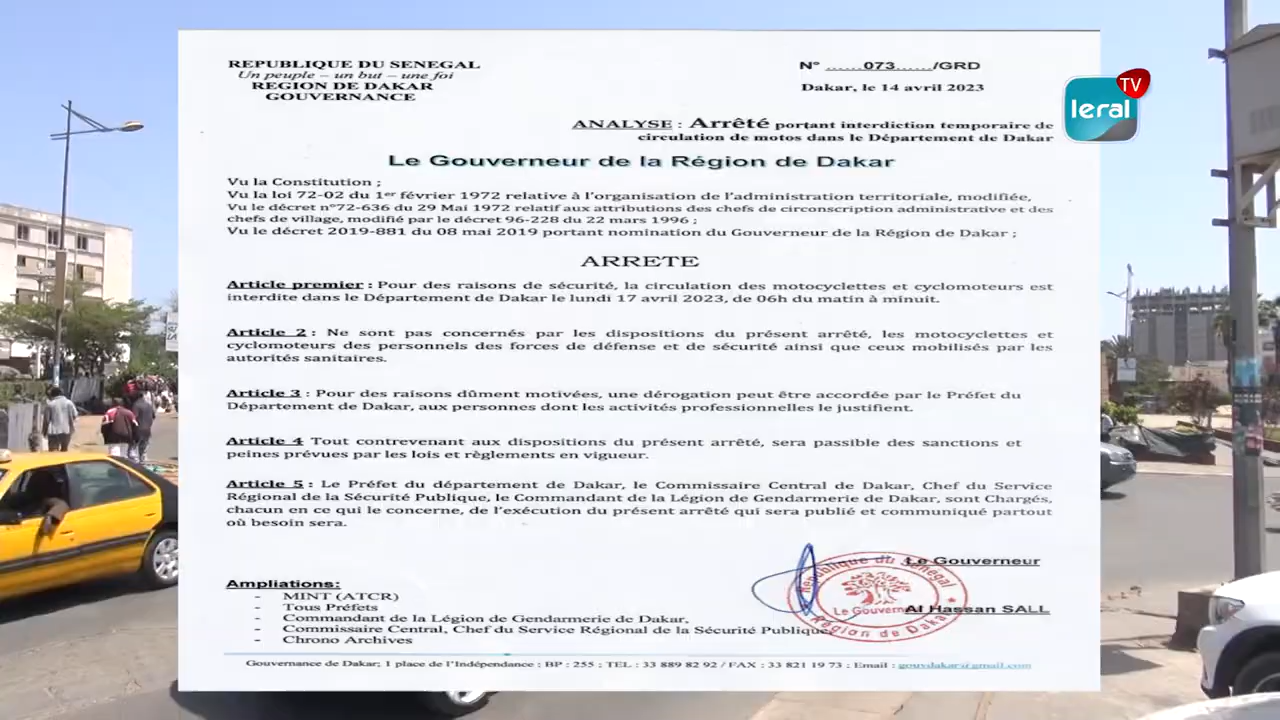 REPUBLIQUE DU SENEGAL
Un peuple – un but – une foi
REGION DE DAKAR
GOUVERNANCE
N° ......073....../GRD
Dakar, le 14 avril 2023
TV
leral
ANALYSE : Arrêté portant interdiction temporaire de
circulation de motos dans le Département de Dakar
Le Gouverneur de la Région de Dakar
Vu la Constitution ;
Vu la loi 72-02 du 1er février 1972 relative à l'organisation de l'administration territoriale, modifiée,
Vu le décret n°72-636 du 29 Mai 1972 relatif aux attributions des chefs de circonscription administrative et des
chefs de village, modifié par le décret 96-228 du 22 mars 1996 ;
Vu le décret 2019-881 du 08 mai 2019 portant nomination du Gouverneur de la Région de Dakar ;
ARRETE
Article premier : Pour des raisons de sécurité, la circulation des motocyclettes et cyclomoteurs est
interdite dans le Département de Dakar le lundi 17 avril 2023, de 06h du matin à minuit.
Article 2 : Ne sont pas concernés par les dispositions du présent arrêté, les motocyclettes et
cyclomoteurs des personnels des forces de défense et de sécurité ainsi que ceux mobilisés par les
autorités sanitaires.
Article 3 : Pour des raisons dûment motivées, une dérogation peut être accordée par le Préfet du
Département de Dakar, aux personnes dont les activités professionnelles le justifient.
Article 4 Tout contrevenant aux dispositions du présent arrêté, sera passible des sanctions et
peines prévues par les lois et règlements en vigueur.
Article 5 : Le Préfet du département de Dakar, le Commissaire Central de Dakar, Chef du Service
Régional de la Sécurité Publique, le Commandant de la Légion de Gendarmerie de Dakar, sont Chargés,
chacun en ce qui le concerne, de l'exécution du présent arrêté qui sera publié et communiqué partout
où besoin sera.
Le Gouverneur
République du Sénégal
Le Gouverneur
Région de Dakar
Al Hassan SALL
Ampliations:
- MINT (ATCR)
- Tous Préfets
- Commandant de la Légion de Gendarmerie de Dakar,
- Commissaire Central, Chef du Service Régional de la Sécurité Publique
- Chrono Archives
Gouvernance de Dakar; 1 place de l'Indépendance : BP : 255 ; TEL : 33 889 82 92 / FAX : 33 821 19 73 ; Email : gouvdakar@gmail.com